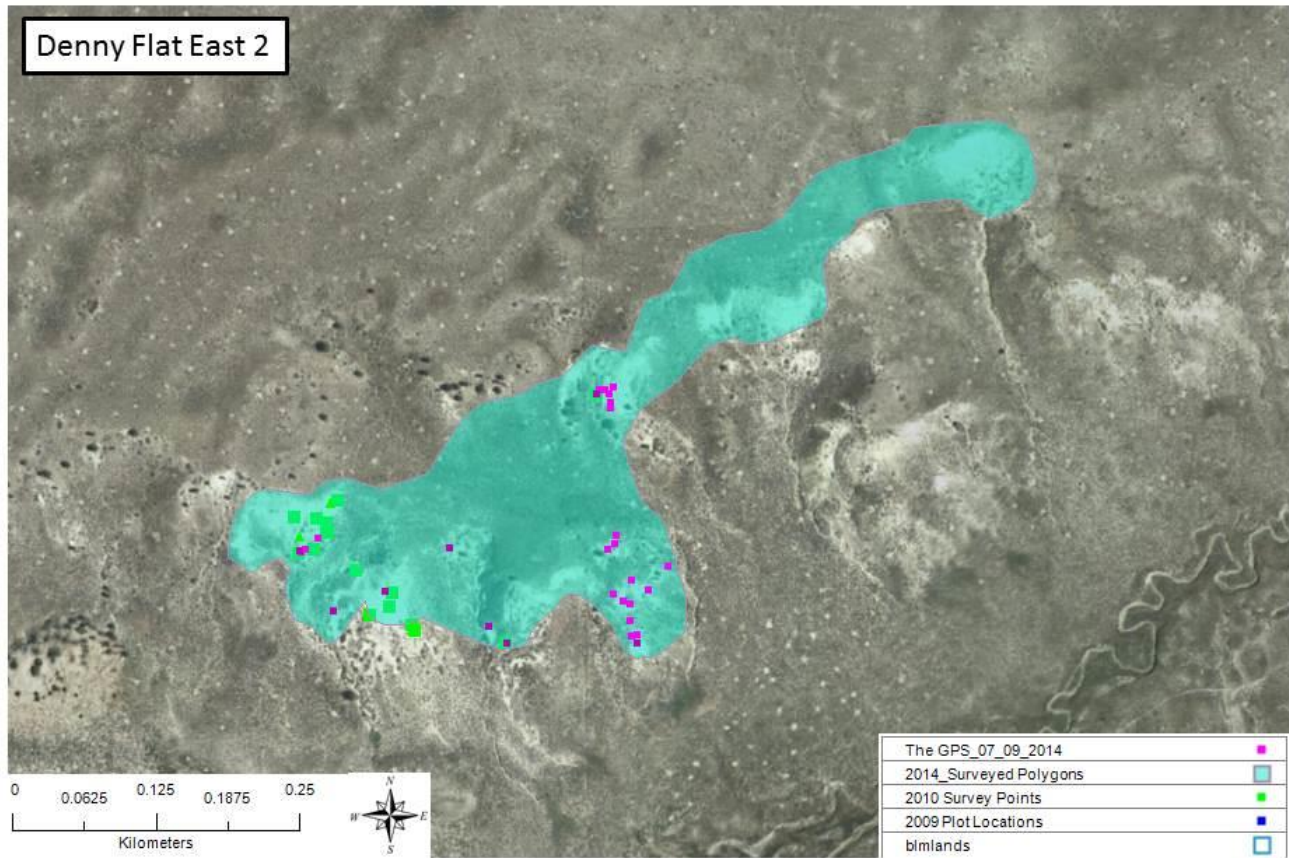 Denny Flat East 2
0 0.0625 0.125 0.1875 0.25
Kilometers
N
W E
S
The GPS_07_09_2014
2014_Surveyed Polygons
2010 Survey Points
2009 Plot Locations
blmlands